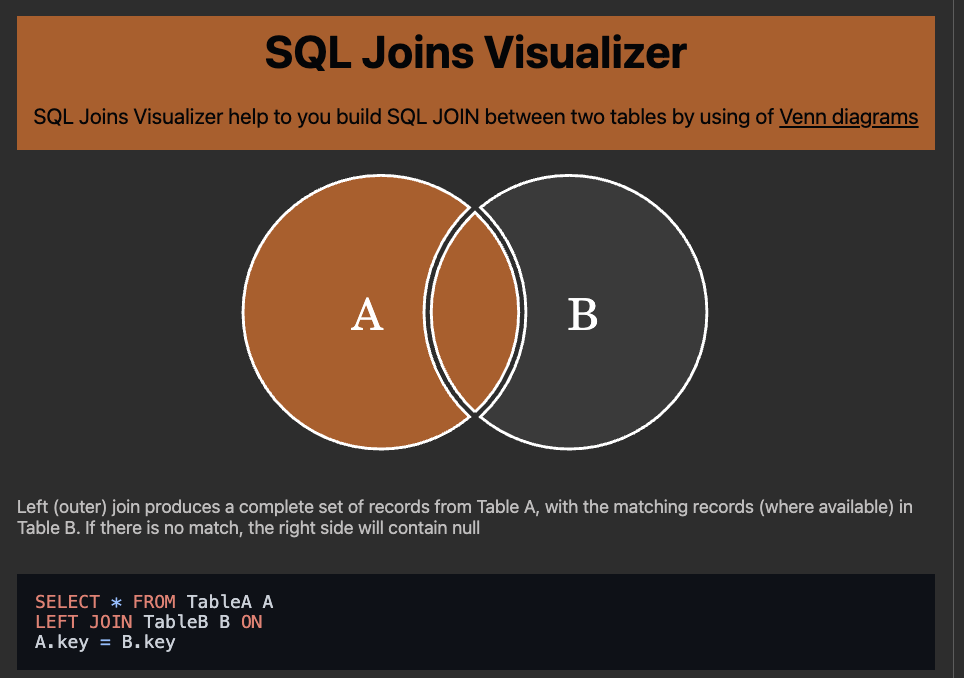 SQL Joins Visualizer
SQL Joins Visualizer help to you build SQL JOIN between two tables by using of Venn diagrams
A
B
Left (outer) join produces a complete set of records from Table A, with the matching records (where available) in
Table B. If there is no match, the right side will contain null
SELECT * FROM TableA A
LEFT JOIN TableB B ON
A.key = B.key